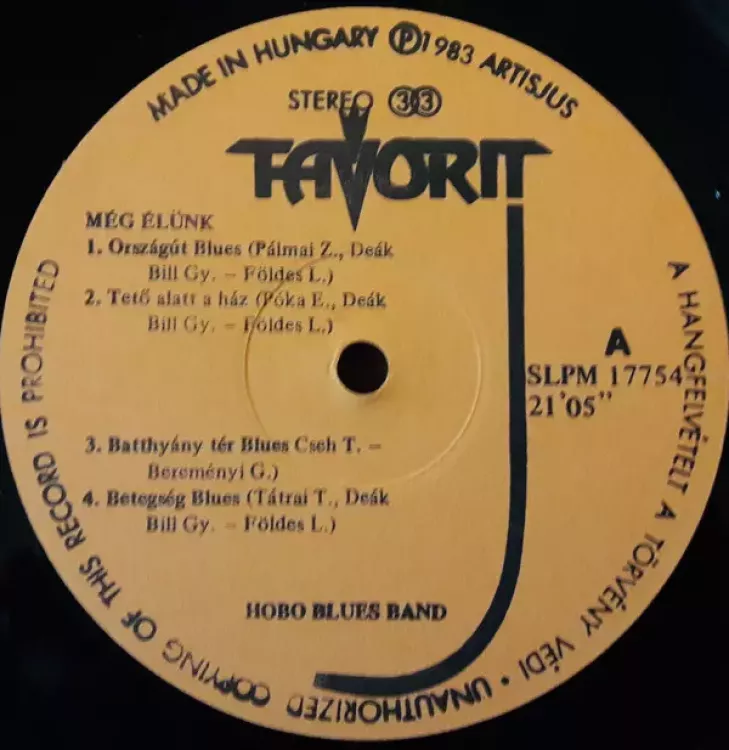 MADE IN HUNGARY Ⓟ 1983 ARTISJUS
STEREO 33
FAVORIT
MÉG ÉLÜNK
1. Országút Blues (Pálmai Z., Deák
Bill Gy. – Földes L.)
2. Tető alatt a ház (Póka E., Deák
Bill Gy. – Földes L.)
A
SLPM 17754
21'05"
3. Batthyány tér Blues Cseh T. –
Bereményi G.)
4. Betegség Blues (Tátrai T., Deák
Bill Gy. – Földes L.)
HOBO BLUES BAND
A HANGFELVÉTELT A TÖRVÉNY VÉDI • UNAUTHORIZED COPYING OF THIS RECORD IS PROHIBITED